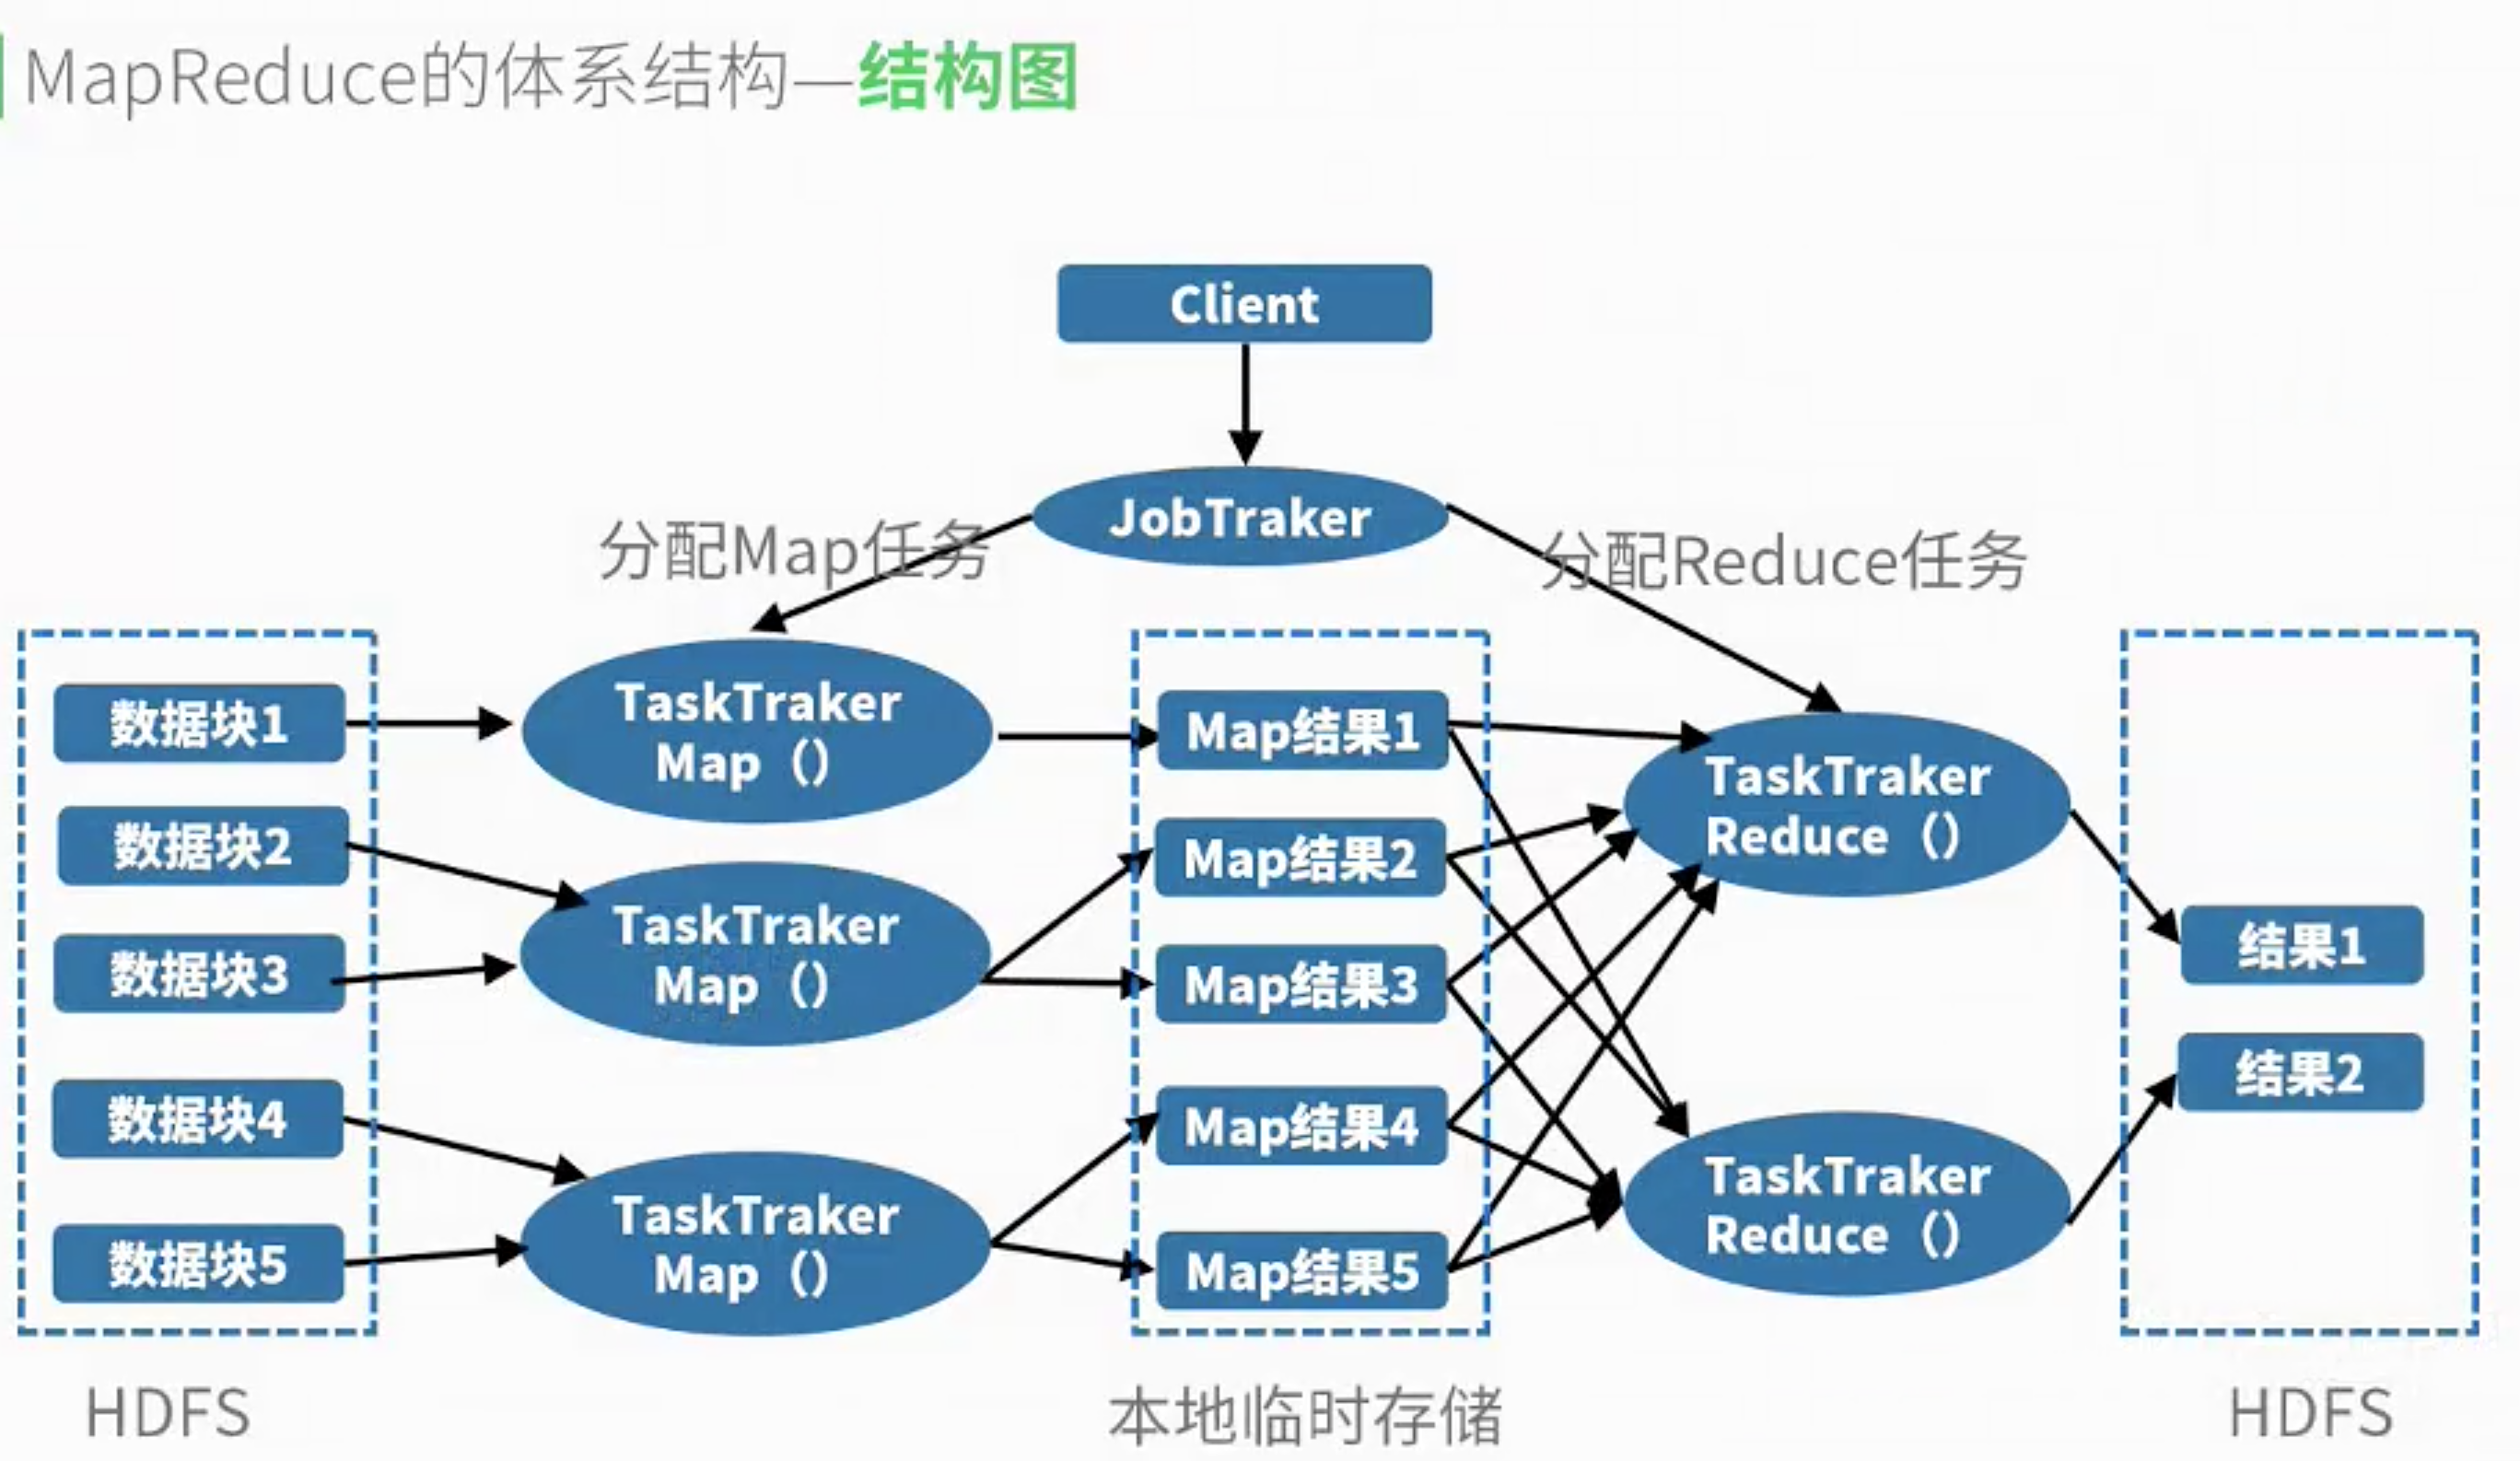 MapReduce的体系结构—结构图
Client
JobTraker
分配Map任务
分配Reduce任务
数据块1
数据块2
数据块3
数据块4
数据块5
HDFS
TaskTraker
Map（）
TaskTraker
Map（）
TaskTraker
Map（）
Map结果1
Map结果2
Map结果3
Map结果4
Map结果5
本地临时存储
TaskTraker
Reduce（）
TaskTraker
Reduce（）
结果1
结果2
HDFS